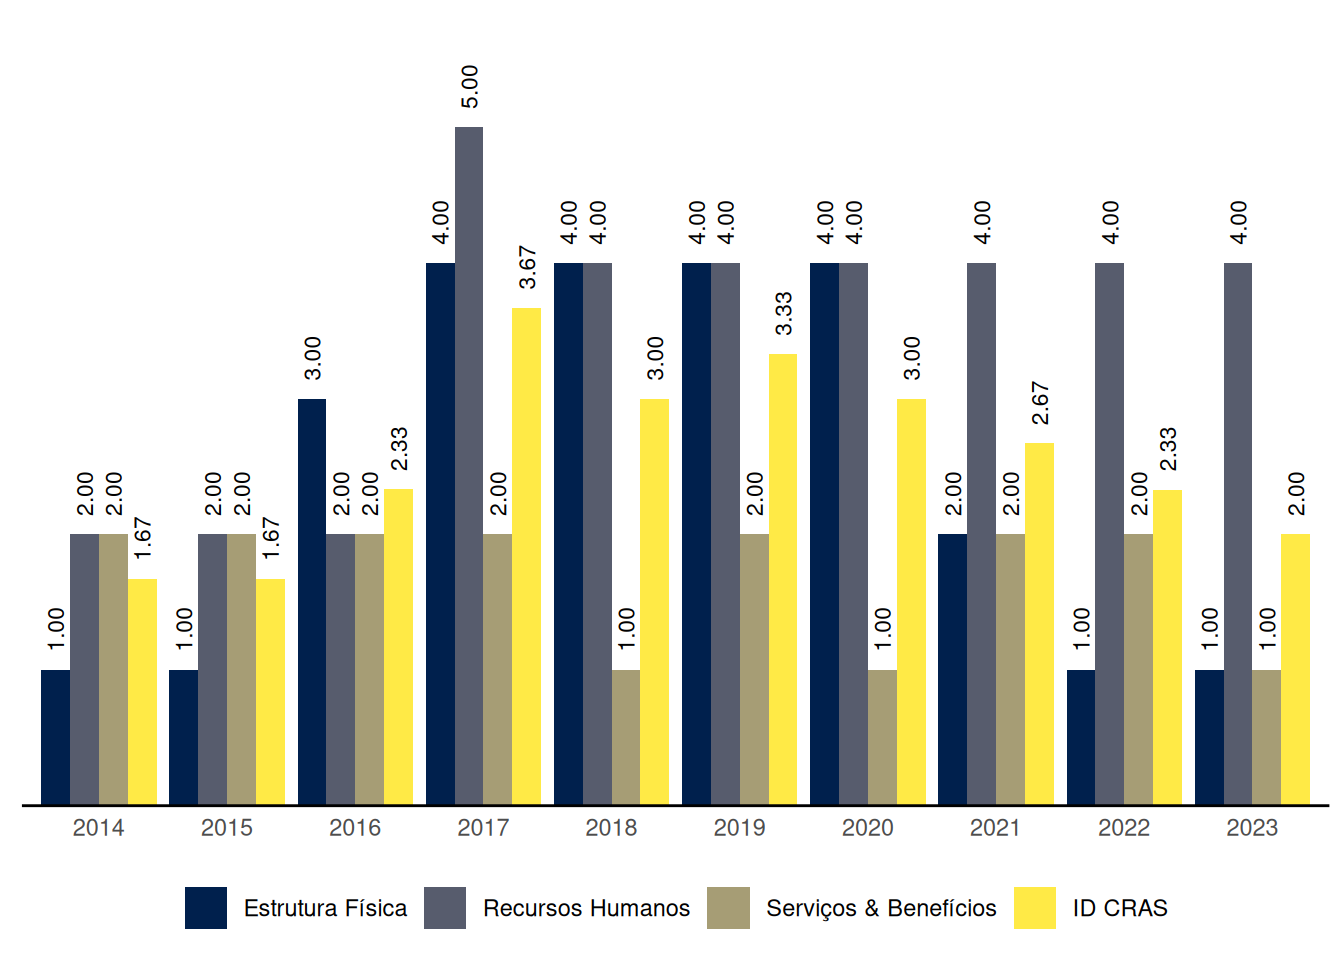 5.00
4.00 4.00 4.00 4.00 4.00 4.00 4.00 4.00 4.00 4.00
3.67
3.33
3.00 3.00 3.00
2.67
2.33 2.33
2.00 2.00 2.00 2.00 2.00 2.00 2.00 2.00 2.00 2.00 2.00 2.00 2.00
1.67 1.67
1.00 1.00 1.00 1.00 1.00 1.00 1.00
2014 2015 2016 2017 2018 2019 2020 2021 2022 2023
Estrutura Física Recursos Humanos Serviços & Benefícios ID CRAS